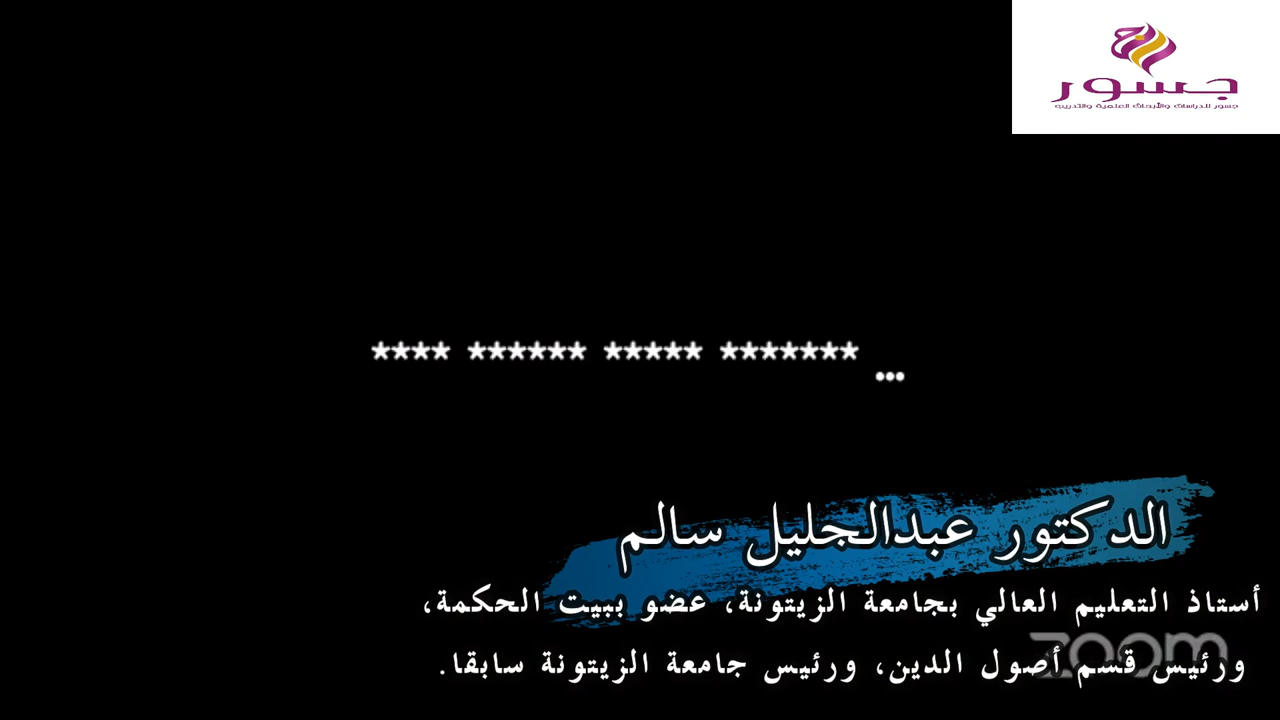 جسور
جسور للدراسات والأبحاث العلمية والتدريب
**** ****** ***** ******* ...
الدكتور عبدالجليل سالم
أستاذ التعليم العالي بجامعة الزيتونة، عضو ببيت الحكمة،
ورئيس قسم أصول الدين، ورئيس جامعة الزيتونة سابقا.
zoom